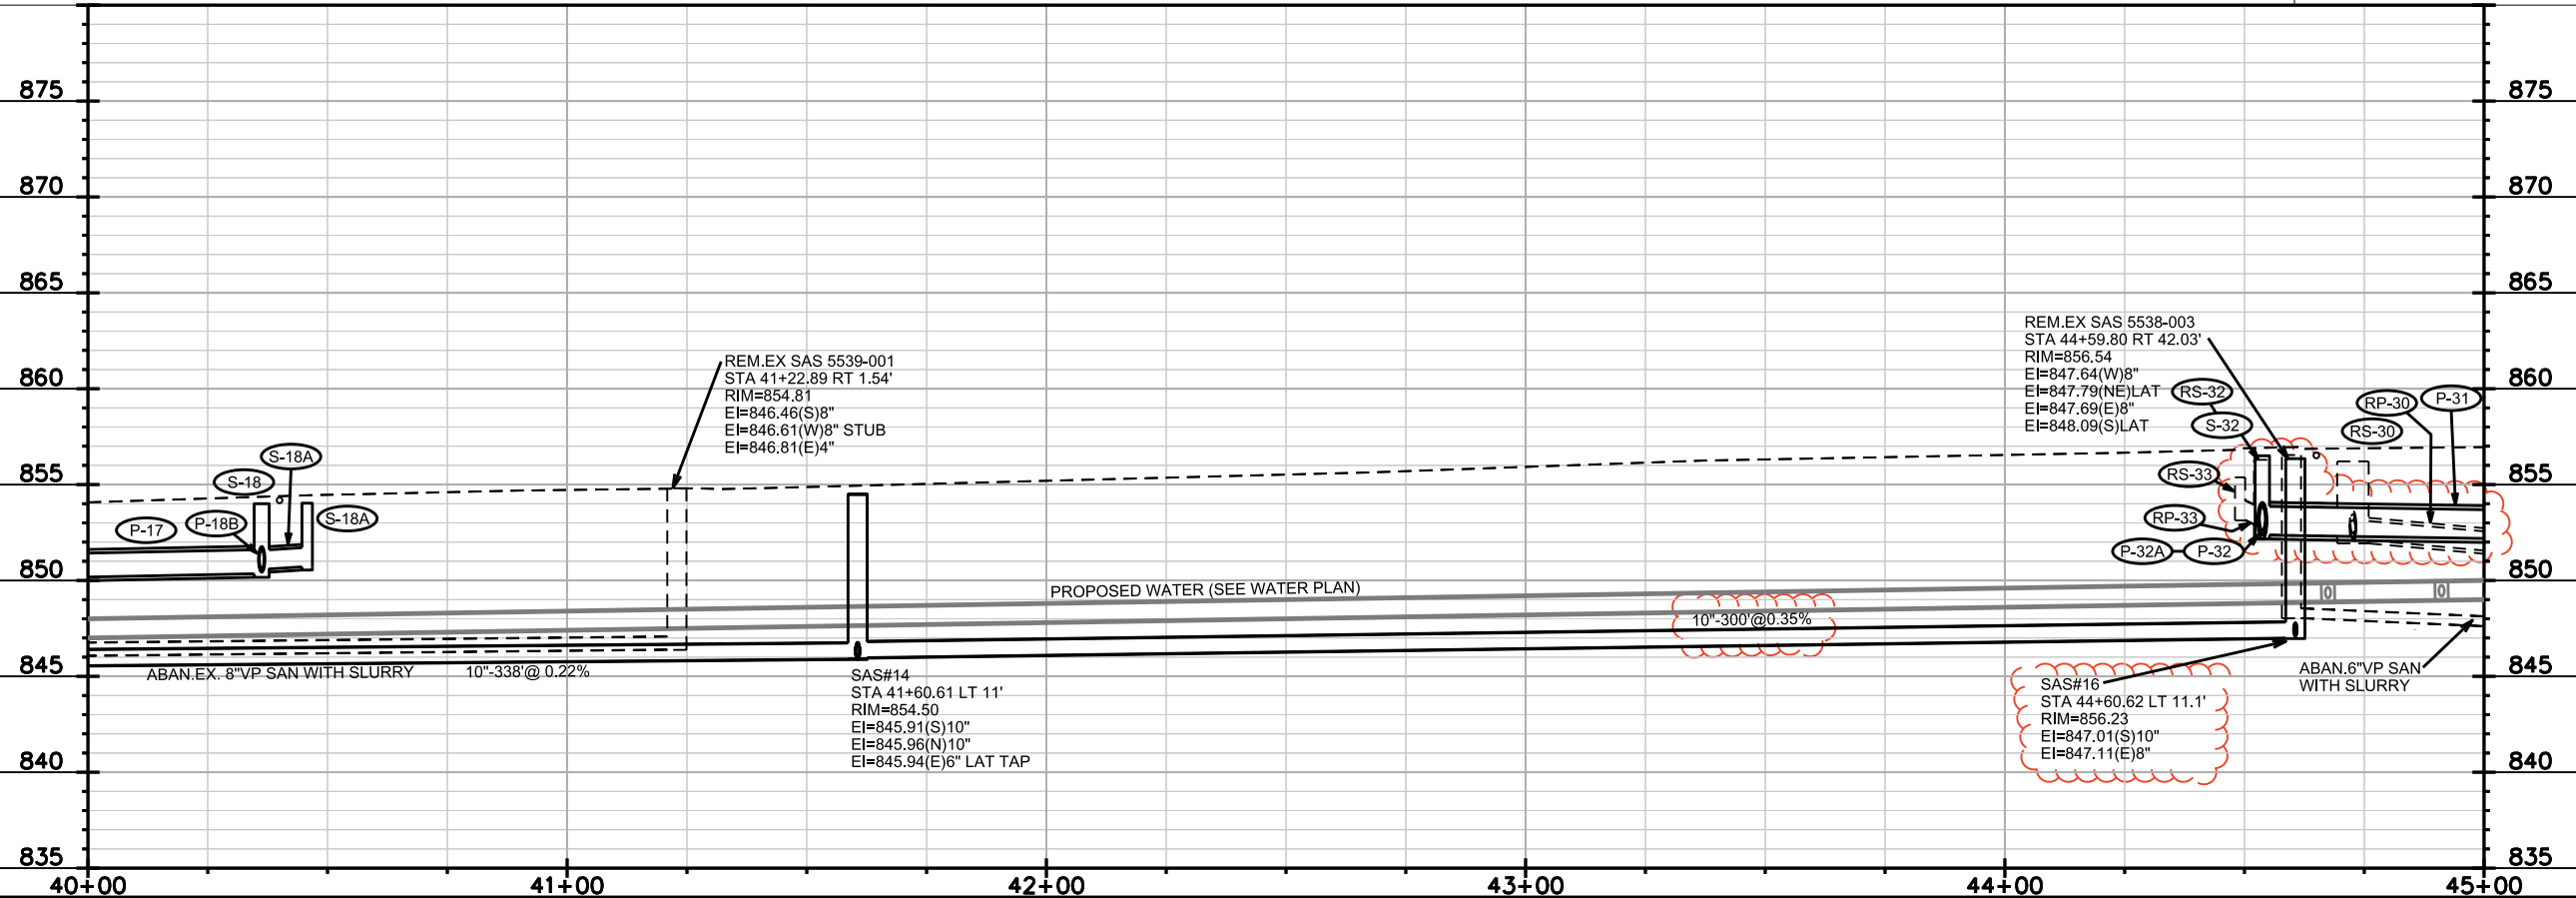 875
875
870
870
865
865
860
860
855
855
850
850
845
845
840
840
835
835
40+00
41+00
42+00
43+00
44+00
45+00
S-18A
S-18
P-18B
P-17
S-18A
REM.EX SAS 5539-001
STA 41+22.89 RT 1.54'
RIM=854.81
EI=846.46(S)8"
EI=846.61(W)8" STUB
EI=846.81(E)4"
REM.EX SAS 5538-003
STA 44+59.80 RT 42.03'
RIM=856.54
EI=847.64(W)8"
EI=847.79(NE)LAT
EI=847.69(E)8"
EI=848.09(S)LAT
RS-32
S-32
RS-33
RP-33
P-32A
P-32
RP-30
P-31
RS-30
PROPOSED WATER (SEE WATER PLAN)
10"-300'@0.35%
ABAN.EX. 8"VP SAN WITH SLURRY
10"-338'@ 0.22%
SAS#14
STA 41+60.61 LT 11'
RIM=854.50
EI=845.91(S)10"
EI=845.96(N)10"
EI=845.94(E)6" LAT TAP
SAS#16
STA 44+60.62 LT 11.1'
RIM=856.23
EI=847.01(S)10"
EI=847.11(E)8"
ABAN.6"VP SAN
WITH SLURRY